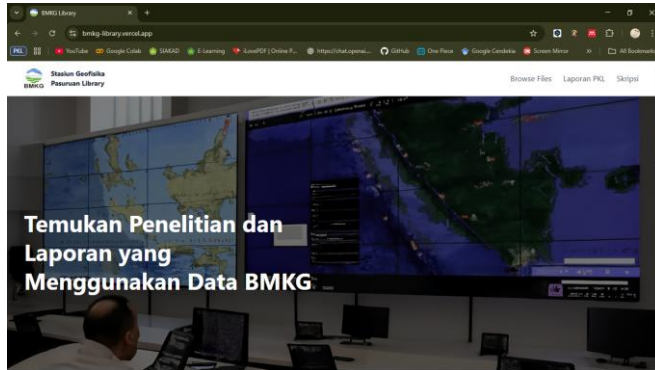 BMKG Library
bmkg-library.vercel.app
PKL
YouTube
Google Colab
SIAKAD
E-Learning
iLovePDF | Online P...
https://chat.openai...
GitHub
One Piece
Google Cendekia
Screen Mirror
All Bookmarks
BMKG
Stasiun Geofisika
Pasuruan Library
Browse Files
Laporan PKL
Skripsi
Temukan Penelitian dan
Laporan yang
Menggunakan Data BMKG